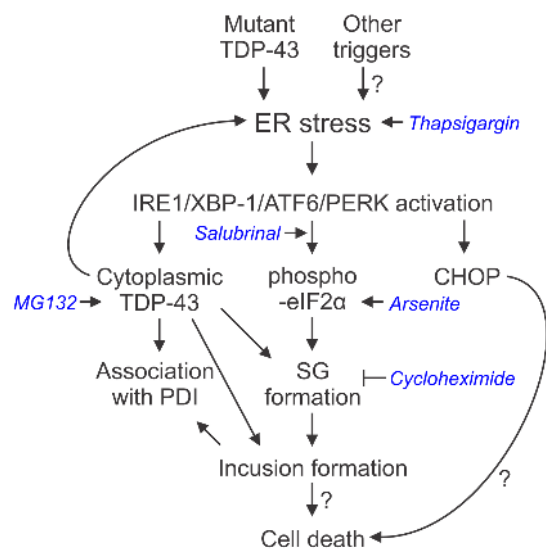 Mutant Other
TDP-43 triggers
?
ER stress Thapsigargin
IRE1/XBP-1/ATF6/PERK activation
Salubrinal
Cytoplasmic phospho CHOP
MG132 TDP-43 -eIF2α Arsenite
Association SG
with PDI formation Cycloheximide
Incusion formation
? ?
Cell death